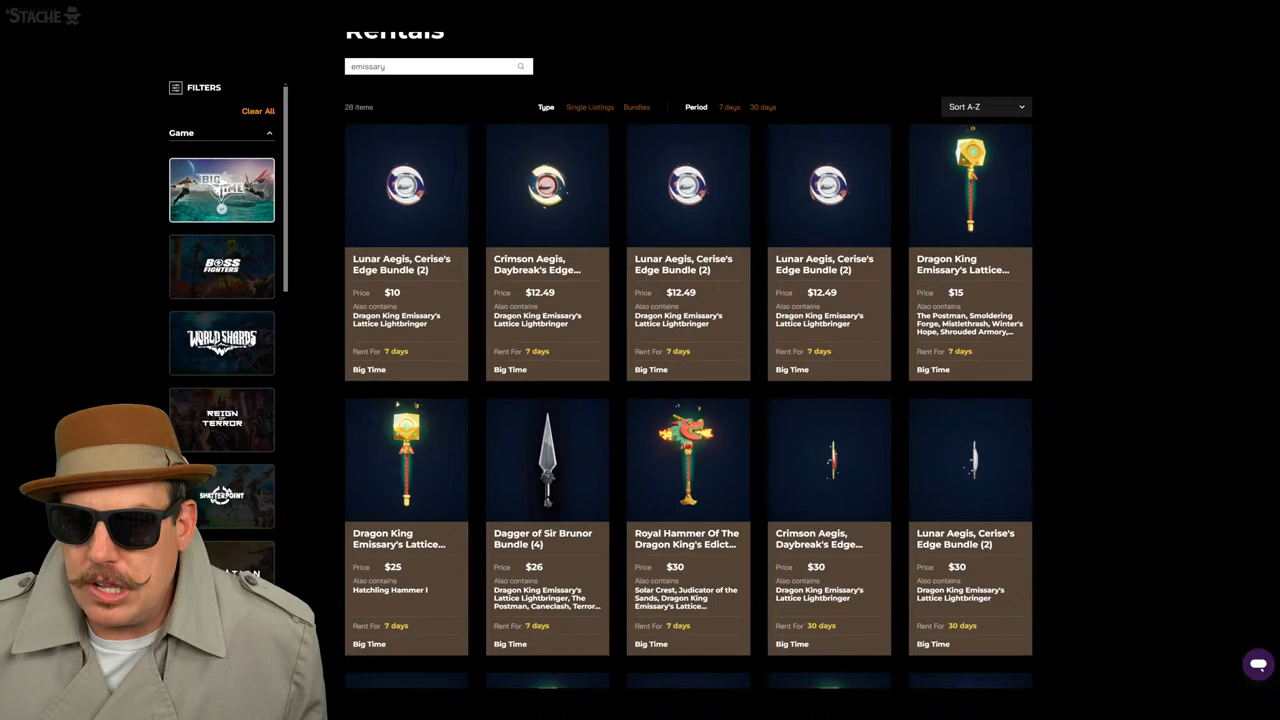 STACHE
Rentals
emissary
FILTERS
Clear All
28 Items
Type Single Listings Bundles
Period 7 days 30 days
Sort A-Z
Game
BIG TIME
BOSS FIGHTERS
WORLD SHARDS
REIGN OF TERROR
SHATTERPOINT
Lunar Aegis, Cerise's
Edge Bundle (2)
Price $10
Also contains
Dragon King Emissary's
Lattice Lightbringer
Rent For 7 days
Big Time
Crimson Aegis,
Daybreak's Edge...
Price $12.49
Also contains
Dragon King Emissary's
Lattice Lightbringer
Rent For 7 days
Big Time
Lunar Aegis, Cerise's
Edge Bundle (2)
Price $12.49
Also contains
Dragon King Emissary's
Lattice Lightbringer
Rent For 7 days
Big Time
Lunar Aegis, Cerise's
Edge Bundle (2)
Price $12.49
Also contains
Dragon King Emissary's
Lattice Lightbringer
Rent For 7 days
Big Time
Dragon King
Emissary's Lattice...
Price $15
Also contains
The Postman, Smoldering
Forge, Mistlethrash, Winter's
Hope, Shrouded Armory,...
Rent For 7 days
Big Time
Dragon King
Emissary's Lattice...
Price $25
Also contains
Hatchling Hammer I
Rent For 7 days
Big Time
Dagger of Sir Brunor
Bundle (4)
Price $26
Also contains
Dragon King Emissary's
Lattice Lightbringer, The
Postman, Caneclash, Terror...
Rent For 7 days
Big Time
Royal Hammer Of The
Dragon King's Edict...
Price $30
Also contains
Solar Crest, Judicator of the
Sands, Dragon King
Emissary's Lattice...
Rent For 7 days
Big Time
Crimson Aegis,
Daybreak's Edge...
Price $30
Also contains
Dragon King Emissary's
Lattice Lightbringer
Rent For 30 days
Big Time
Lunar Aegis, Cerise's
Edge Bundle (2)
Price $30
Also contains
Dragon King Emissary's
Lattice Lightbringer
Rent For 30 days
Big Time